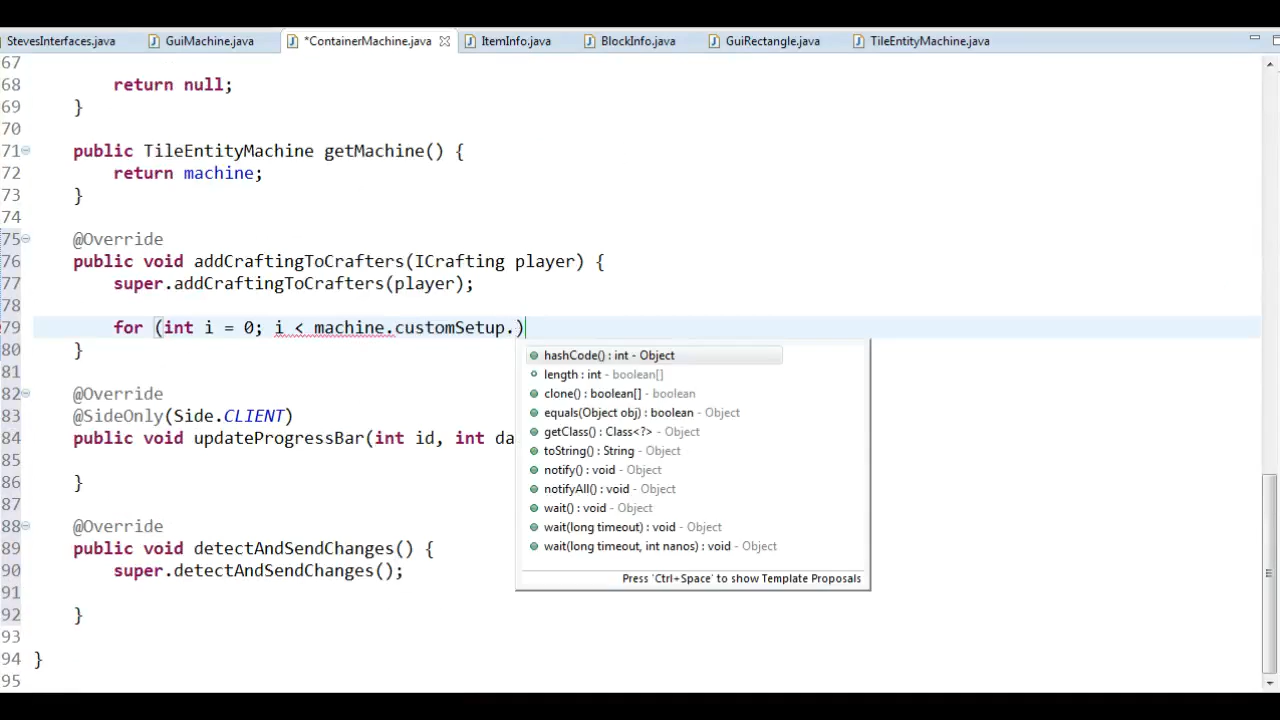 StevesInterfaces.java GuiMachine.java *ContainerMachine.java ItemInfo.java BlockInfo.java GuiRectangle.java TileEntityMachine.java
67
68 return null;
69 }
70
71 public TileEntityMachine getMachine() {
72 return machine;
73 }
74
75 @Override
76 public void addCraftingToCrafters(ICrafting player) {
77 super.addCraftingToCrafters(player);
78
79 for (int i = 0; i < machine.customSetup.)
80 }
81
82 @Override
83 @SideOnly(Side.CLIENT)
84 public void updateProgressBar(int id, int da
85
86 }
87
88 @Override
89 public void detectAndSendChanges() {
90 super.detectAndSendChanges();
91
92 }
93
94 }
95
hashCode() : int - Object
length : int - boolean[]
clone() : boolean[] - boolean
equals(Object obj) : boolean - Object
getClass() : Class<?> - Object
toString() : String - Object
notify() : void - Object
notifyAll() : void - Object
wait() : void - Object
wait(long timeout) : void - Object
wait(long timeout, int nanos) : void - Object
Press 'Ctrl+Space' to show Template Proposals